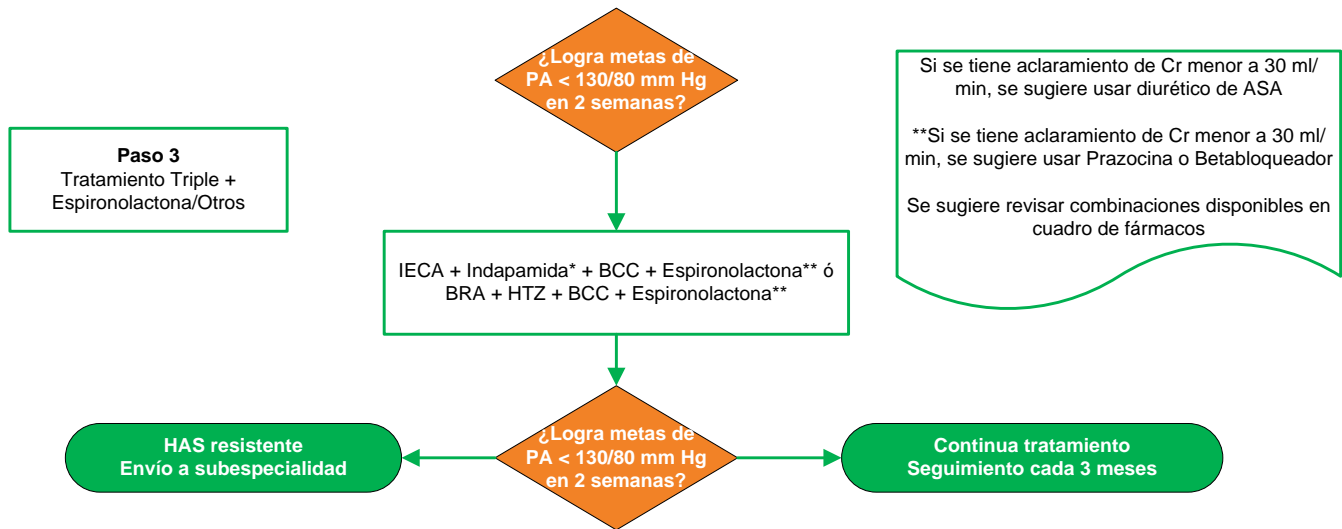 ¿Logra metas de
PA < 130/80 mm Hg
en 2 semanas?
Si se tiene aclaramiento de Cr menor a 30 ml/
min, se sugiere usar diurético de ASA
**Si se tiene aclaramiento de Cr menor a 30 ml/
min, se sugiere usar Prazocina o Betabloqueador
Se sugiere revisar combinaciones disponibles en
cuadro de fármacos
Paso 3
Tratamiento Triple +
Espironolactona/Otros
IECA + Indapamida* + BCC + Espironolactona** ó
BRA + HTZ + BCC + Espironolactona**
HAS resistente
Envío a subespecialidad
¿Logra metas de
PA < 130/80 mm Hg
en 2 semanas?
Continua tratamiento
Seguimiento cada 3 meses